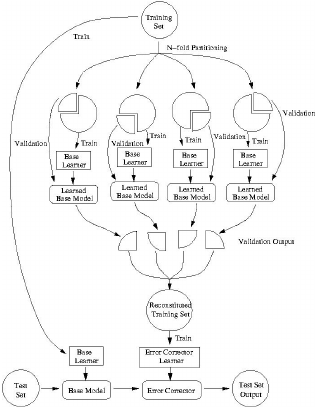 Training
Set
Train
N-fold Partitioning
Validation
Validation
Validation
Validation
Train
Train
Train
Train
Base
Learner
Base
Learner
Base
Learner
Base
Learner
Learned
Base Model
Learned
Base Model
Learned
Base Model
Learned
Base Model
Validation Output
Reconstituted
Training Set
Train
Base
Learner
Error Corrector
Learner
Test
Set
Base Model
Error Corrector
Test Set
Output